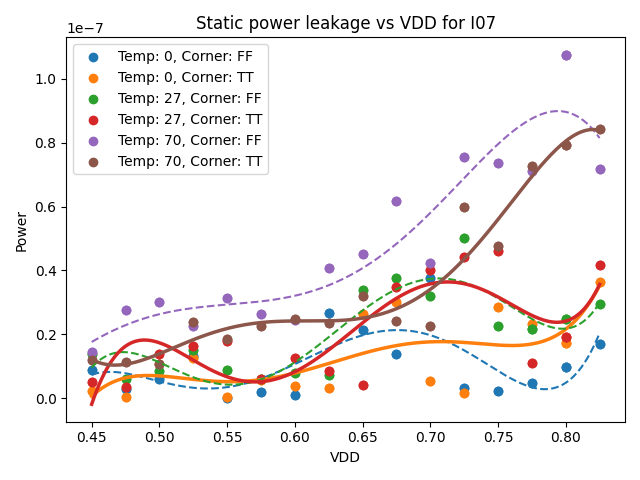 Static power leakage vs VDD for I07
1e−7
Temp: 0, Corner: FF
Temp: 0, Corner: TT
Temp: 27, Corner: FF
Temp: 27, Corner: TT
Temp: 70, Corner: FF
Temp: 70, Corner: TT
1.0
0.8
0.6
0.4
0.2
0.0
Power
0.45 0.50 0.55 0.60 0.65 0.70 0.75 0.80
VDD